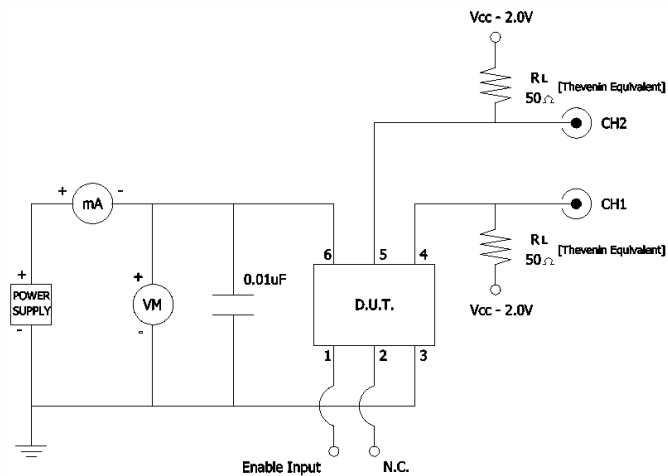 Vcc - 2.0V
RL
50Ω
[Thevenin Equivalent]
CH2
+
mA
-
CH1
6
5
4
RL
50Ω
[Thevenin Equivalent]
+
POWER
SUPPLY
-
+
VM
-
0.01uF
D.U.T.
Vcc - 2.0V
1
2
3
Enable Input
N.C.